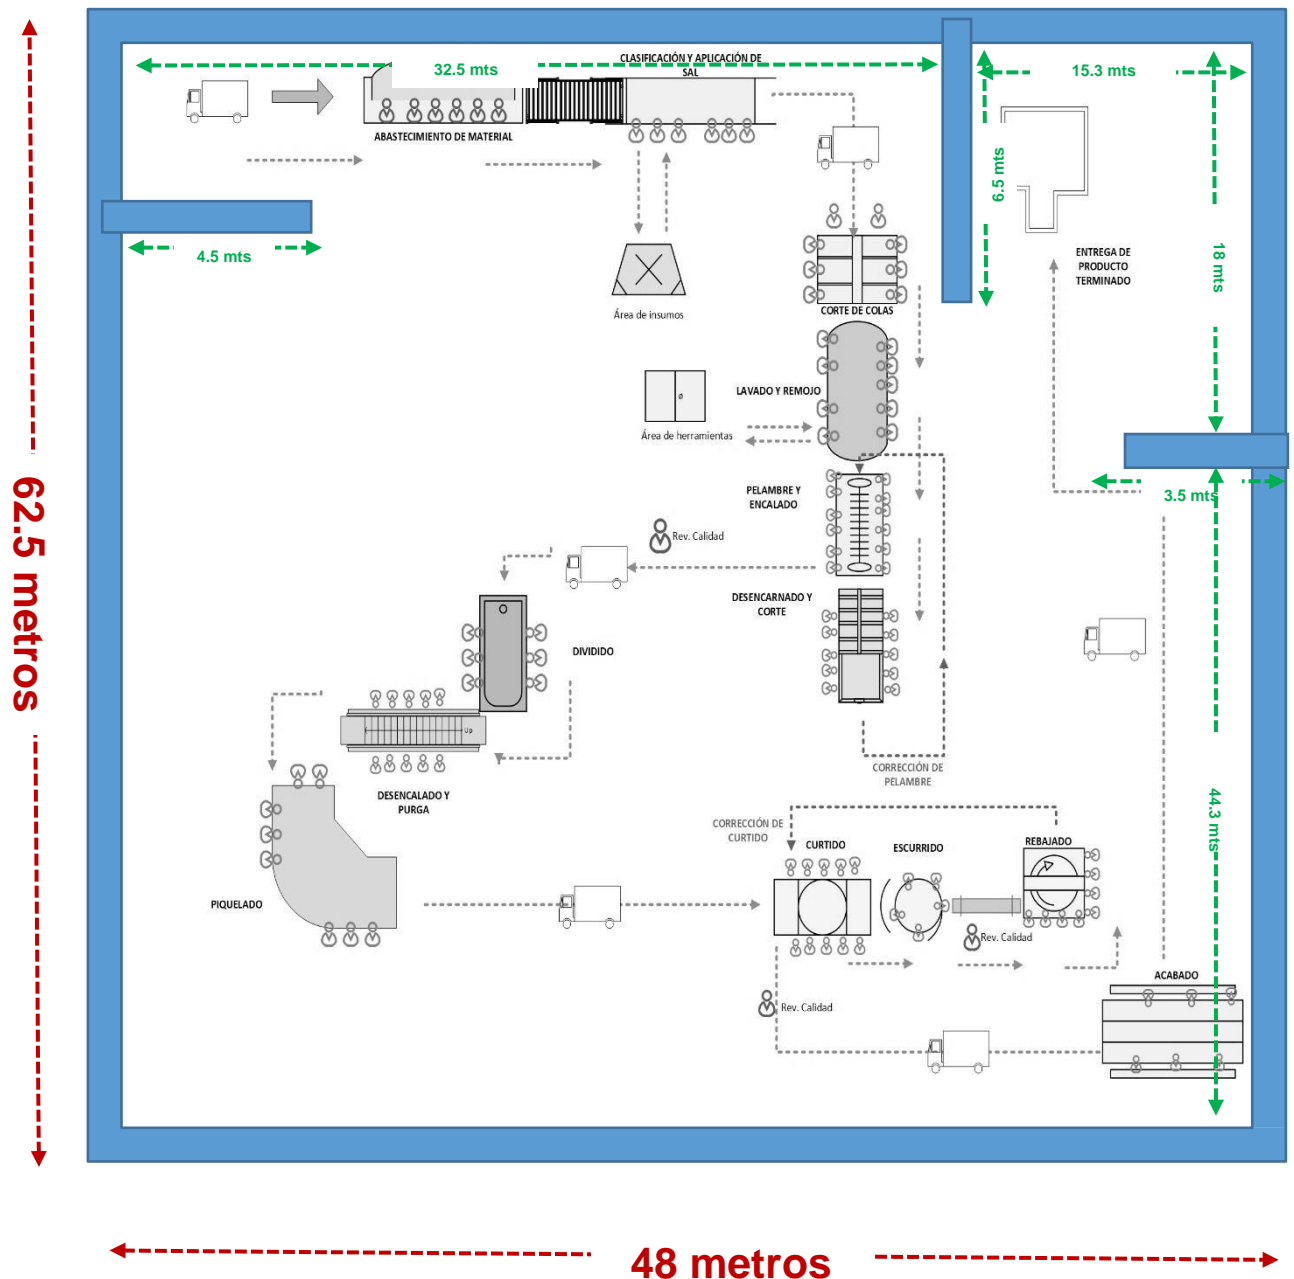 CLASIFICACIÓN Y APLICACIÓN DE
SAL
32.5 mts
15.3 mts
ABASTECIMIENTO DE MATERIAL
6.5 mts
4.5 mts
18 mts
ENTREGA DE
PRODUCTO
TERMINADO
Área de insumos
CORTE DE COLAS
LAVADO Y REMOJO
Área de herramientas
PELAMBRE Y
ENCALADO
3.5 mts
Rev. Calidad
62.5 metros
DESENCARNADO Y
CORTE
DIVIDIDO
Up
CORRECCIÓN DE
PELAMBRE
DESENCALADO Y
PURGA
44.3 mts
CORRECCIÓN DE
CURTIDO
CURTIDO
ESCURRIDO
REBAJADO
PIQUELADO
Rev. Calidad
ACABADO
Rev. Calidad
48 metros